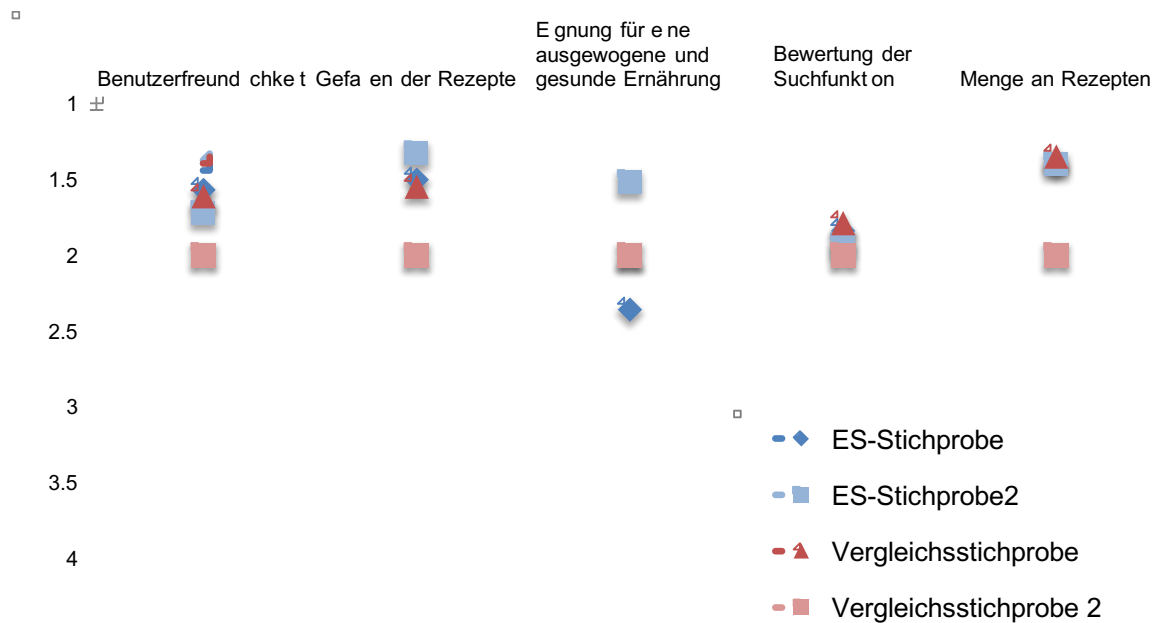 Benutzerfreund chke t
Gefa en der Rezepte
E gnung für e ne
ausgewogene und
gesunde Ernährung
Bewertung der
Suchfunkt on
Menge an Rezepten
1
1.5
2
2.5
3
3.5
4
ES-Stichprobe
ES-Stichprobe2
Vergleichsstichprobe
Vergleichsstichprobe 2